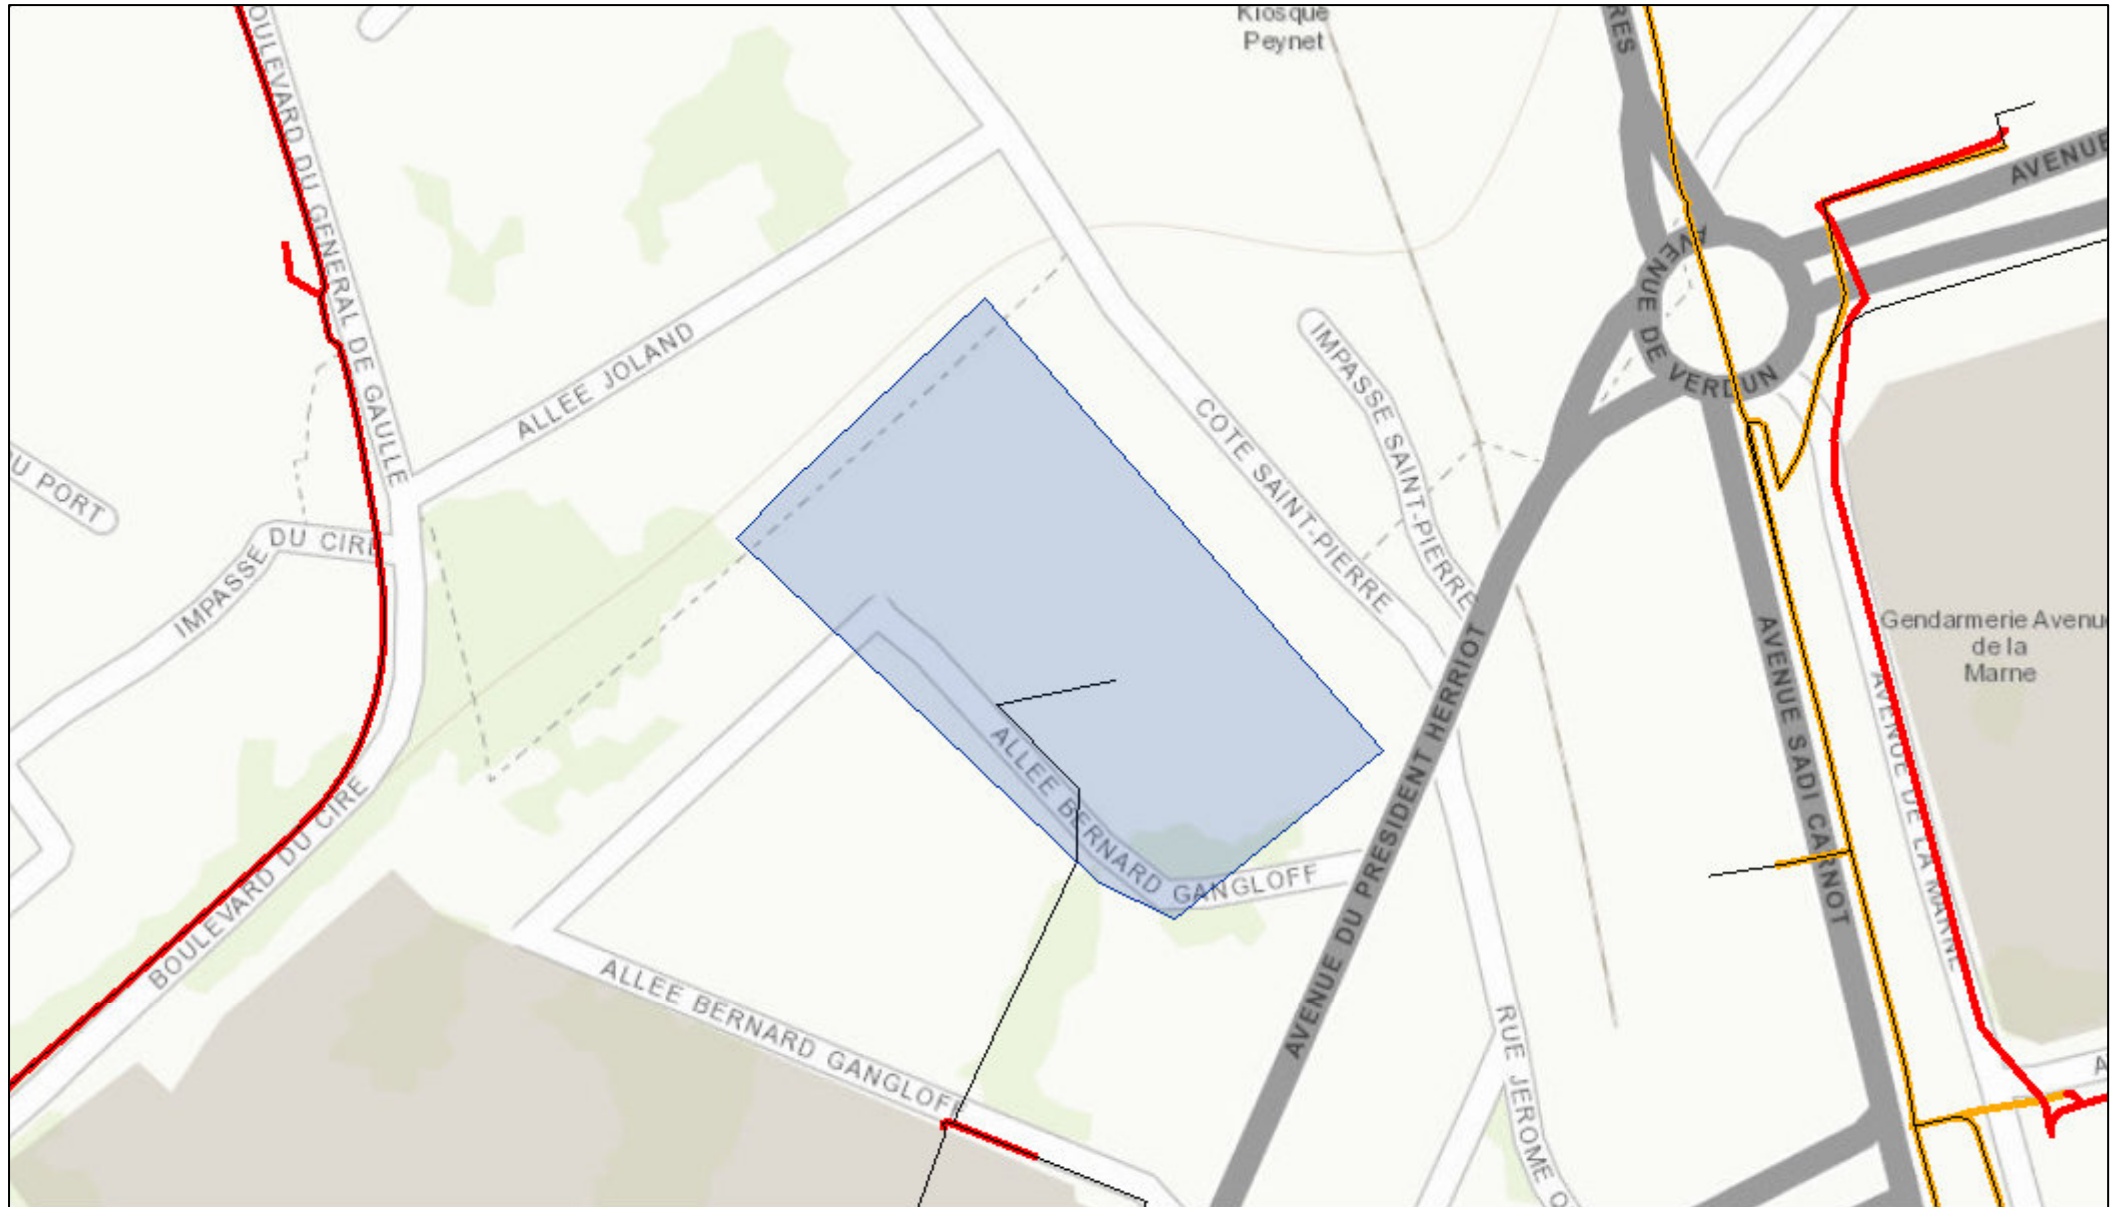 Kiosque
Peynet
RES
OULEVARD DU GENERAL DE GAULLE
AVENUE
AVENUE DE VERDUN
ALLEE JOLAND
IMPASSE SAINT-PIERRE
COTE SAINT-PIERRE
U PORT
IMPASSE DU CIRE
Gendarmerie Avenue
de la
Marne
AVENUE DU PRESIDENT HERRIOT
AVENUE SADI CARNOT
AVENUE DE LA MARNE
ALLEE BERNARD GANGLOFF
BOULEVARD DU CIRE
ALLEE BERNARD GANGLOFF
RUE JEROME
A